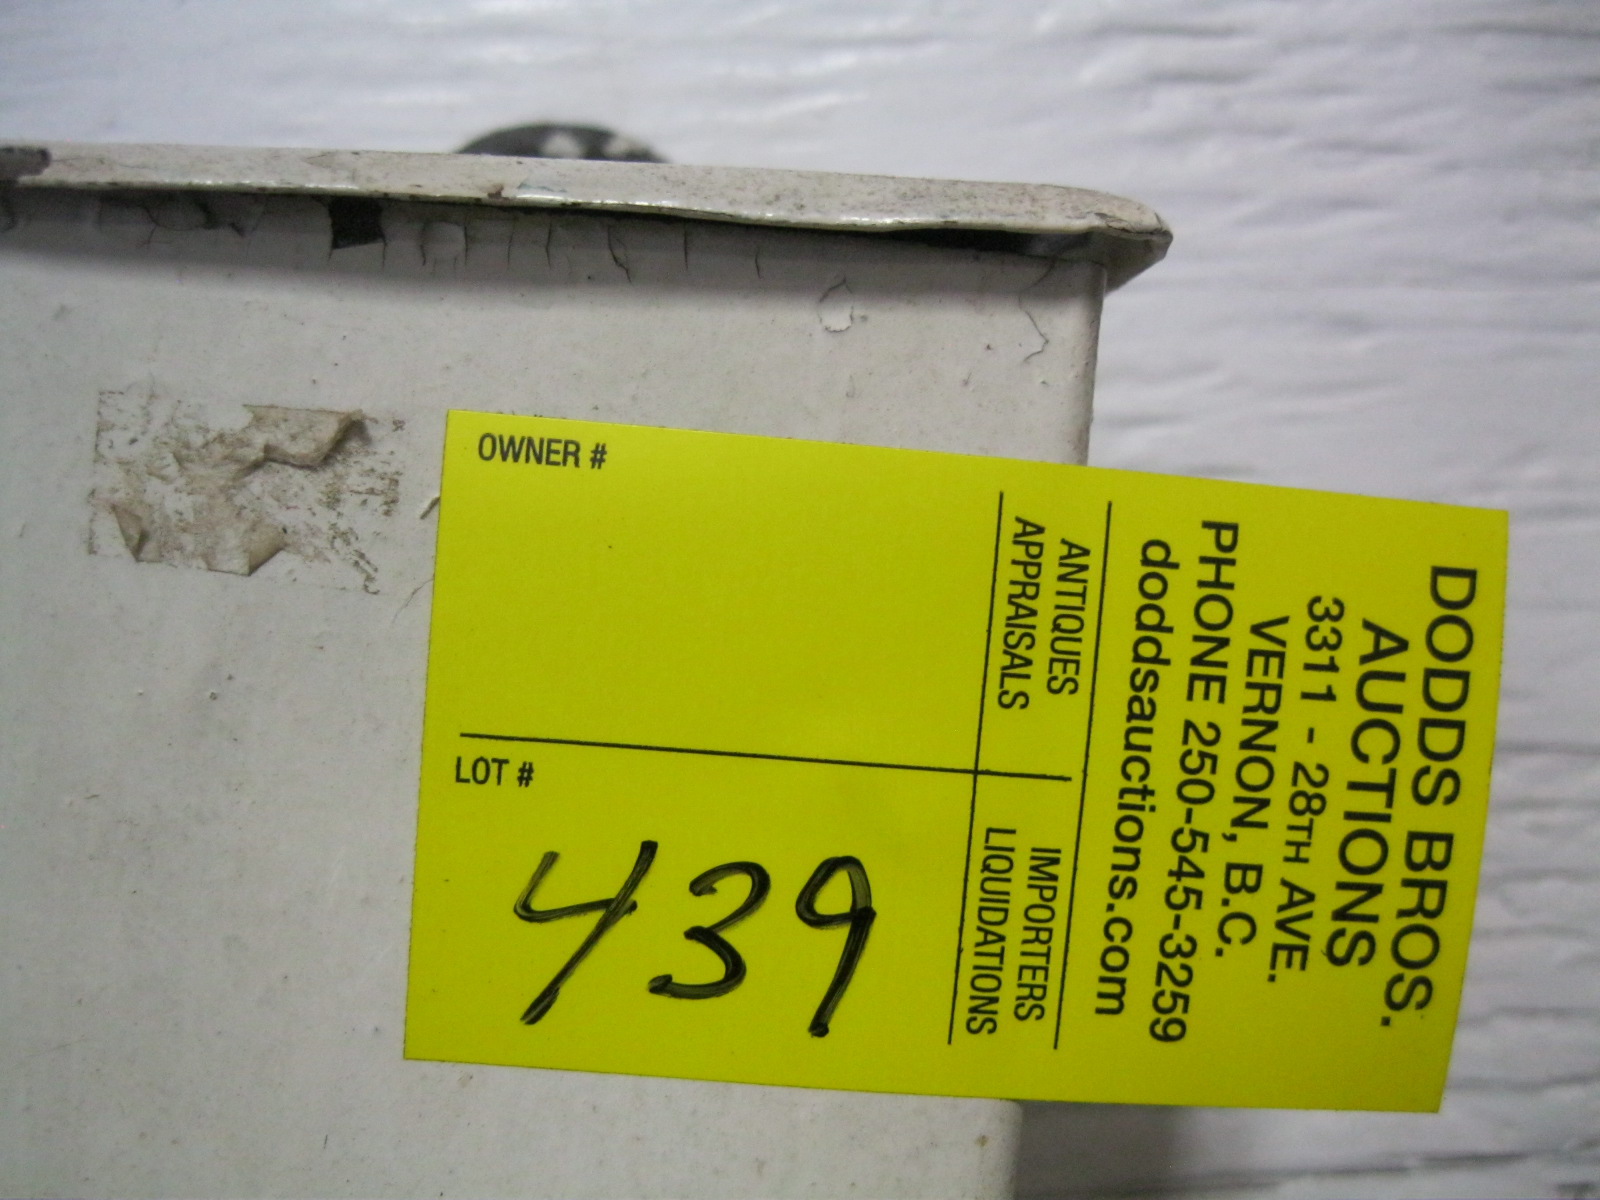 DODDS BROS.
AUCTIONS
3311 - 28TH AVE.
VERNON, B.C.
PHONE 250-545-3259
doddsauctions.com
ANTIQUES
APPRAISALS
IMPORTERS
LIQUIDATIONS
OWNER #
LOT #
439